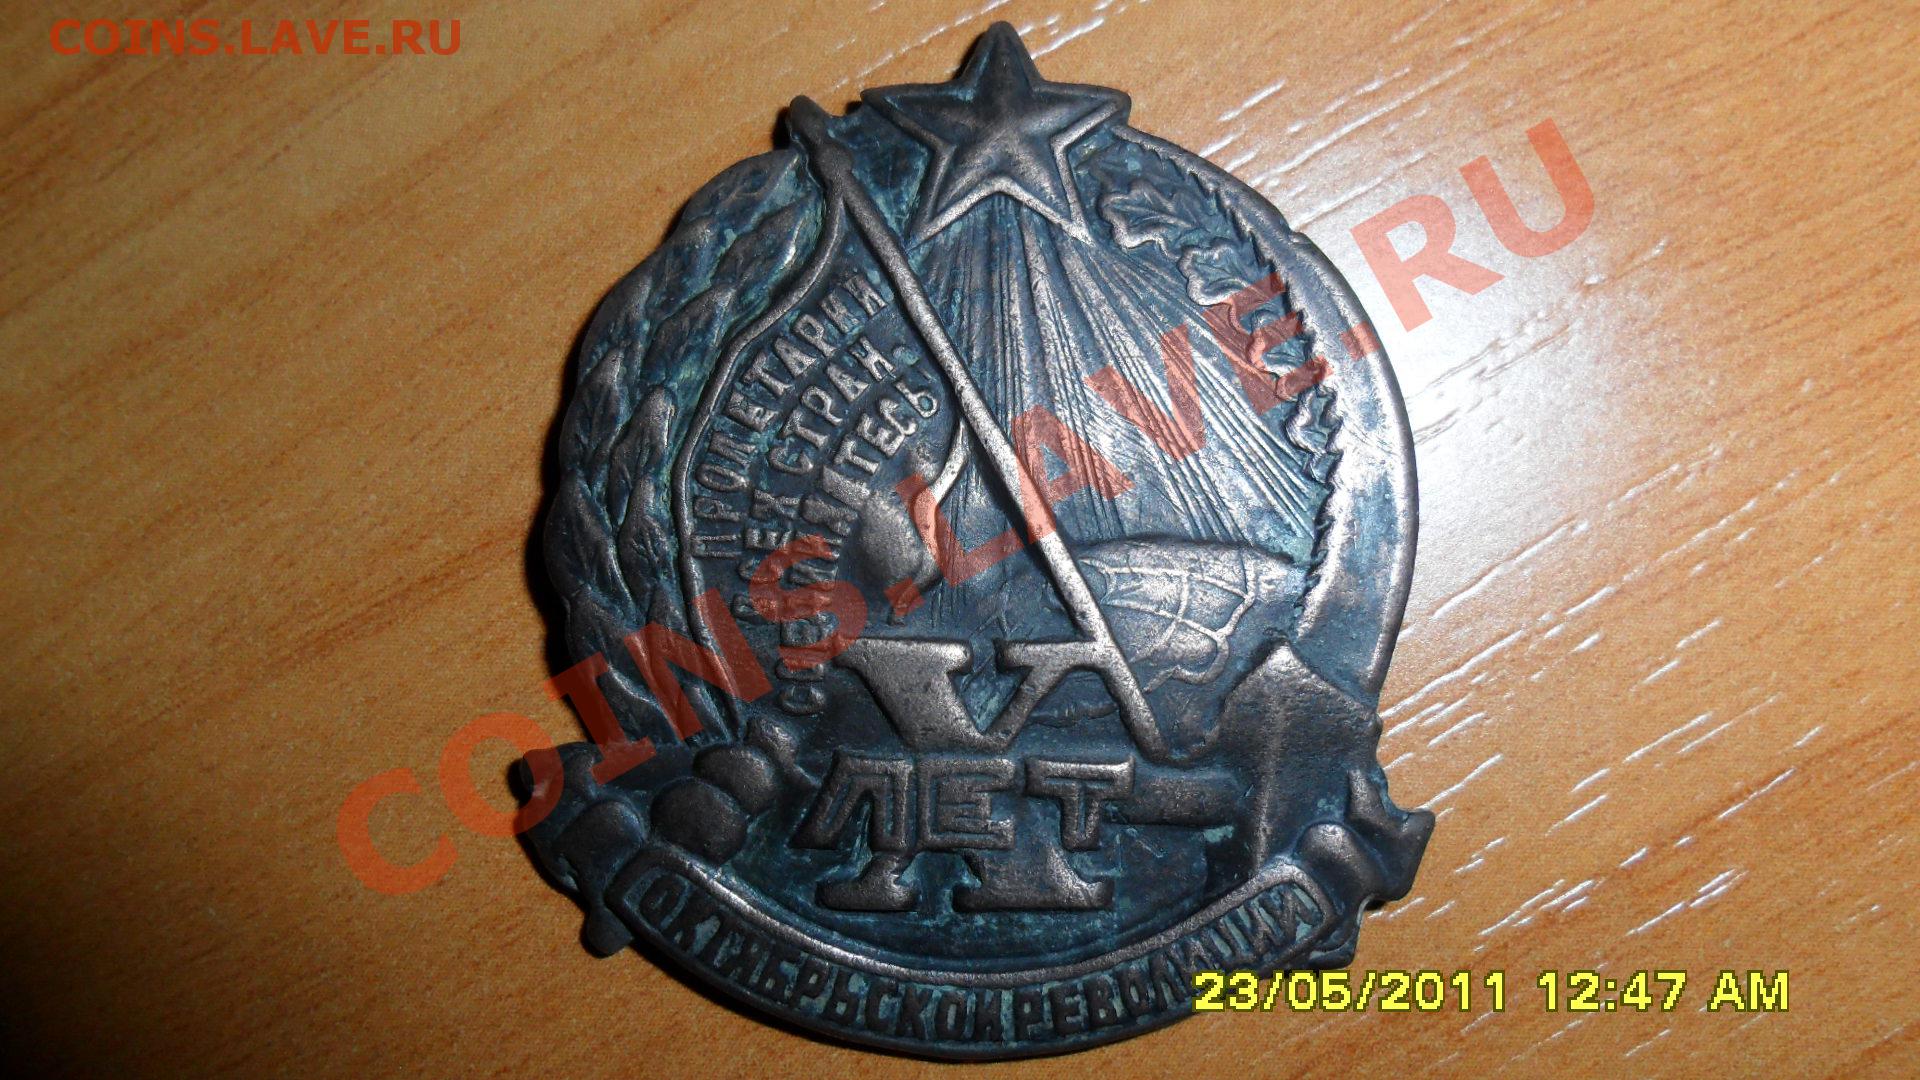 COINS.LAVE.RU
ПРОЛЕТАРИИ
ВСЕХ СТРАН
СОЕДИНЯЙТЕСЬ
COINS.LAVE.RU
X
ЛЕТ
ОКТЯБРЬСКОЙ РЕВОЛЮЦИИ
23/05/2011 12:47 AM